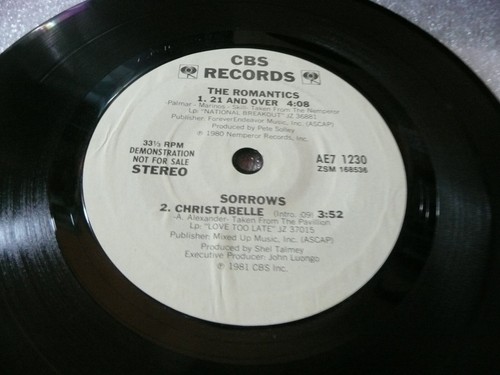 CBS
RECORDS
THE ROMANTICS
1. 21 AND OVER 4:08
Palmar - Marinos - Skill- Taken From The Nemperor
Lp: "NATIONAL BREAKOUT" JZ 36881
Publisher: Forever Endeavor Music, Inc. (ASCAP)
Produced by Pete Solley
℗ 1980 Nemperor Records, Inc.
33⅓ RPM
DEMONSTRATION
NOT FOR SALE
STEREO
AE7 1230
ZSM 168536
SORROWS
2. CHRISTABELLE (Intro. :09) 3:52
-A. Alexander- Taken From The Pavillion
Lp: "LOVE TOO LATE" JZ 37015
Publisher: Mixed Up Music, Inc. (ASCAP)
Produced by Shel Talmey
Executive Producer: John Luongo
℗ 1981 CBS Inc.